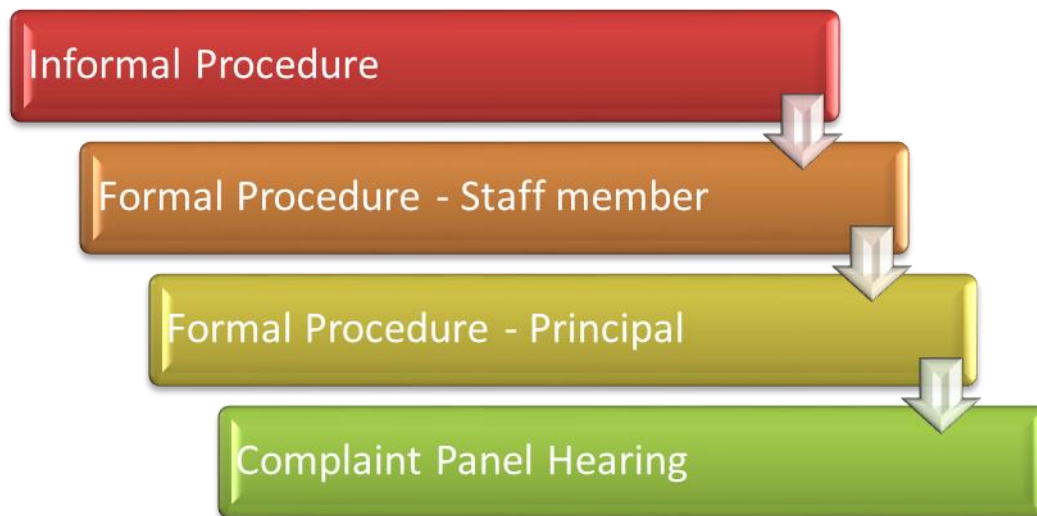 Informal Procedure
Formal Procedure - Staff member
Formal Procedure - Principal
Complaint Panel Hearing